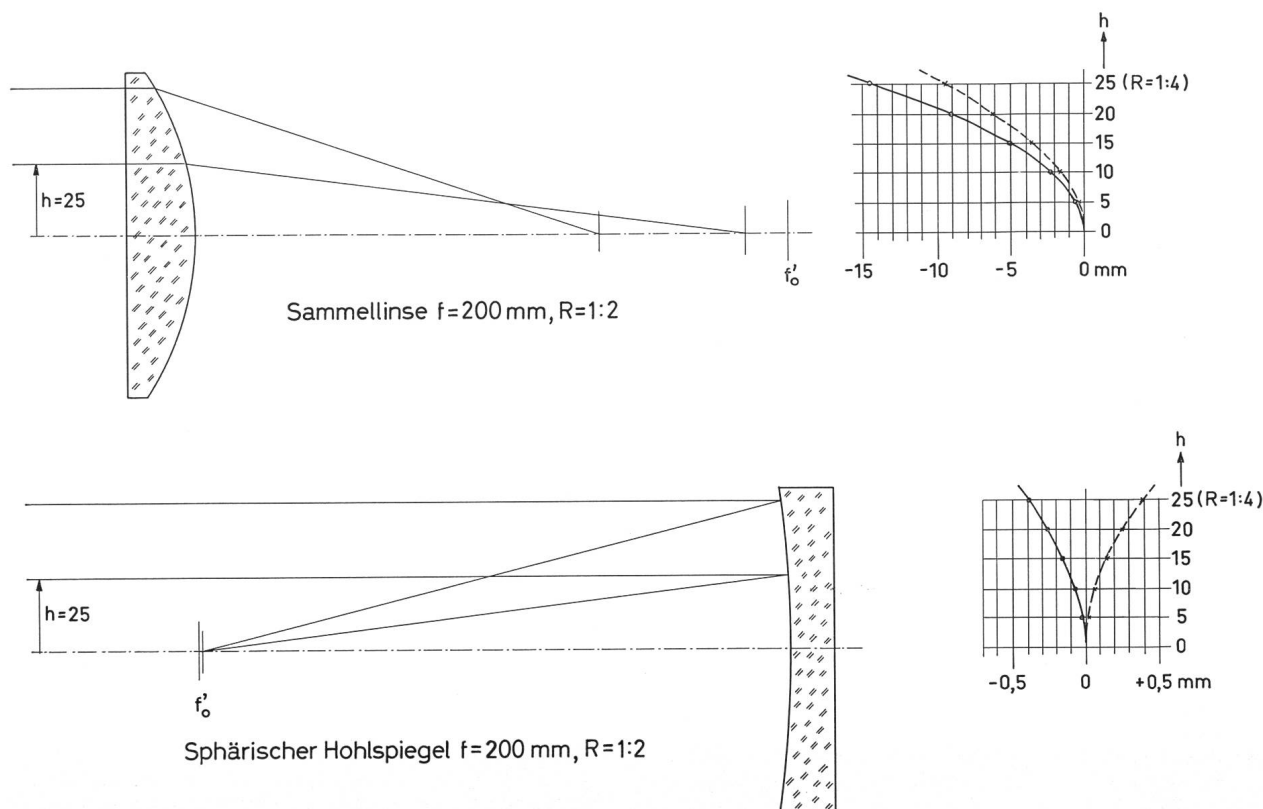 h
25 (R=1:4)
20
15
10
5
0
-15 -10 -5 0 mm
h=25
f'o
Sammellinse f=200 mm, R=1:2
h
25 (R=1:4)
20
15
10
5
0
-0,5 0 +0,5 mm
h=25
f'o
Sphärischer Hohlspiegel f=200 mm, R=1:2